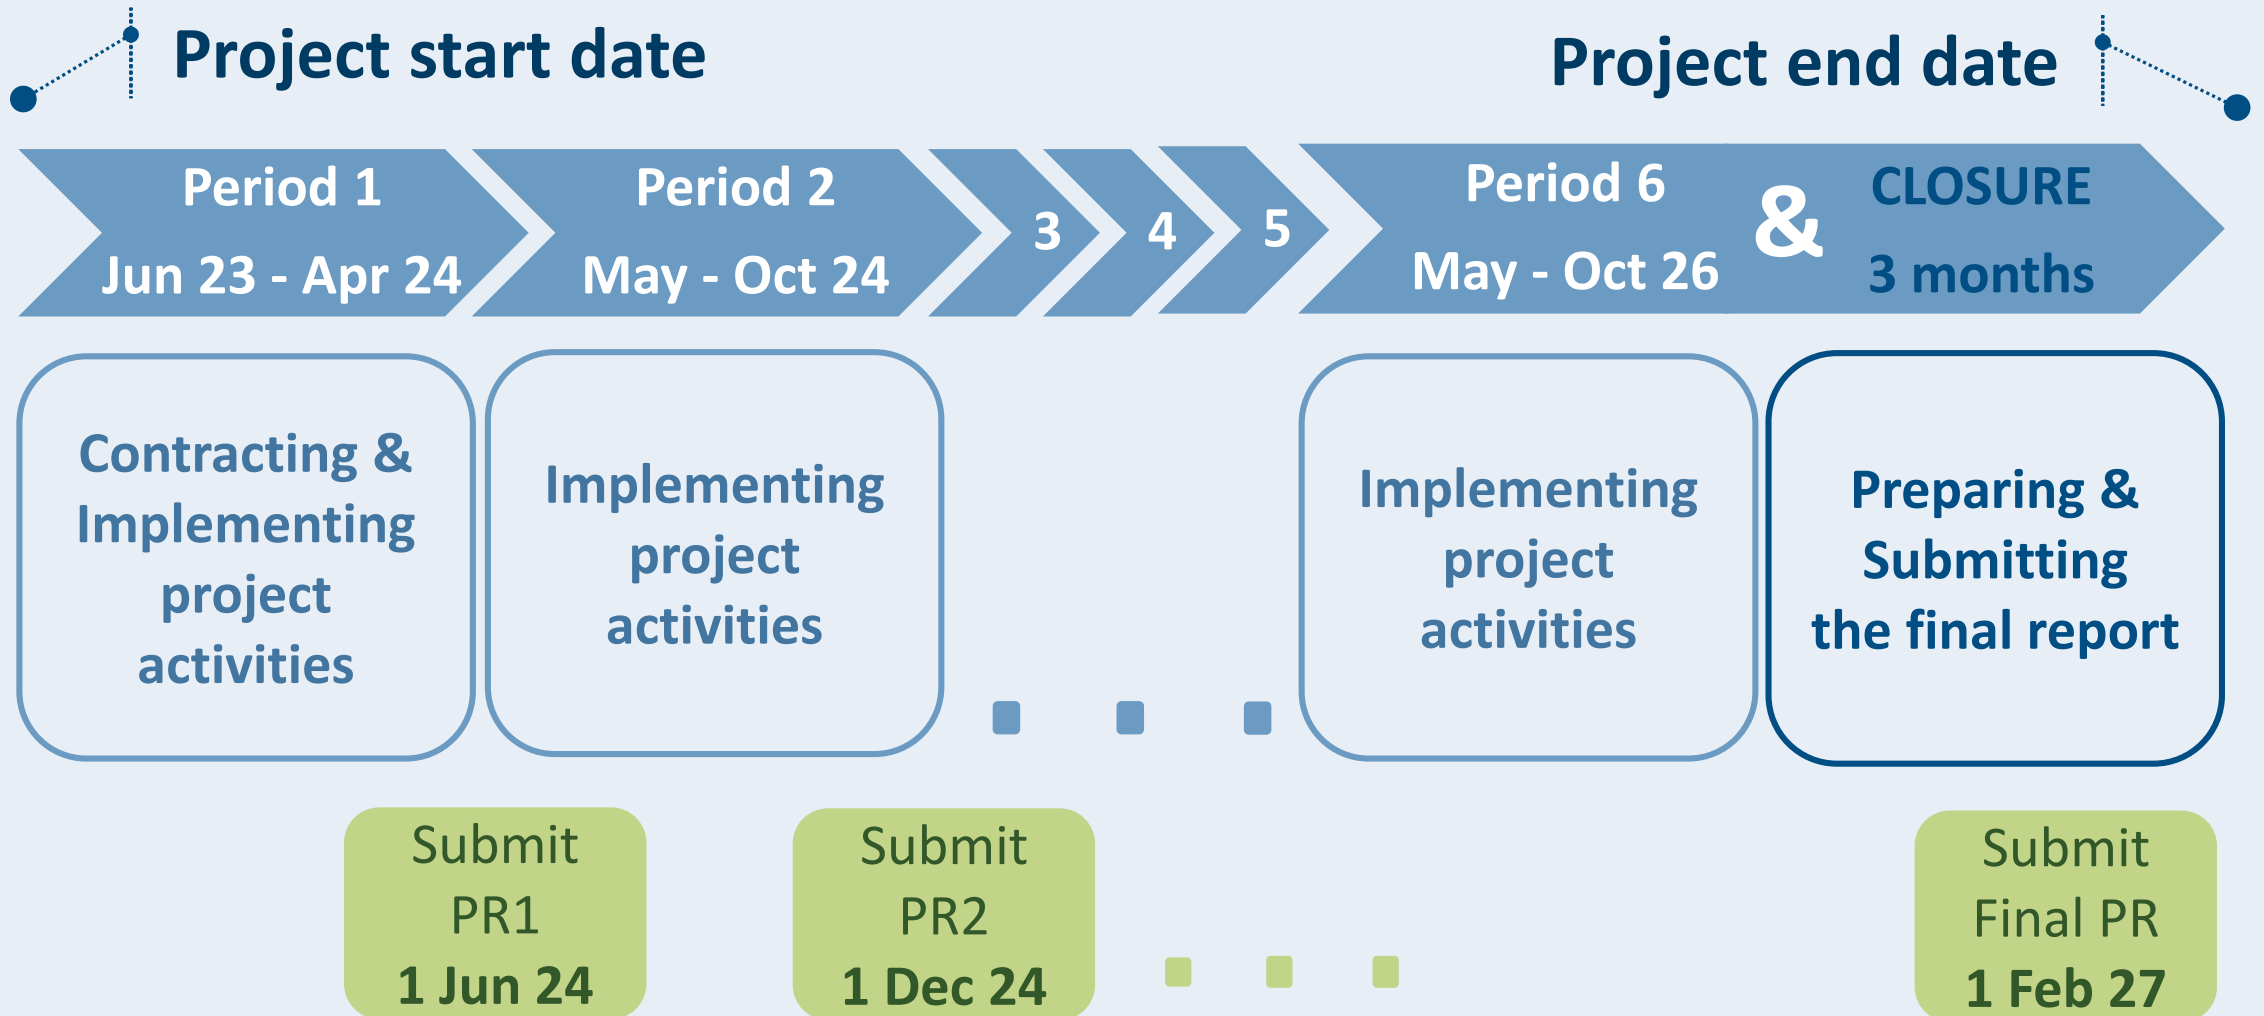 Project start date
Project end date
Period 1
Jun 23 - Apr 24
Period 2
May - Oct 24
3
4
5
Period 6
May - Oct 26
&
CLOSURE
3 months
Contracting &
Implementing
project
activities
Implementing
project
activities
Implementing
project
activities
Preparing &
Submitting
the final report
Submit
PR1
1 Jun 24
Submit
PR2
1 Dec 24
Submit
Final PR
1 Feb 27